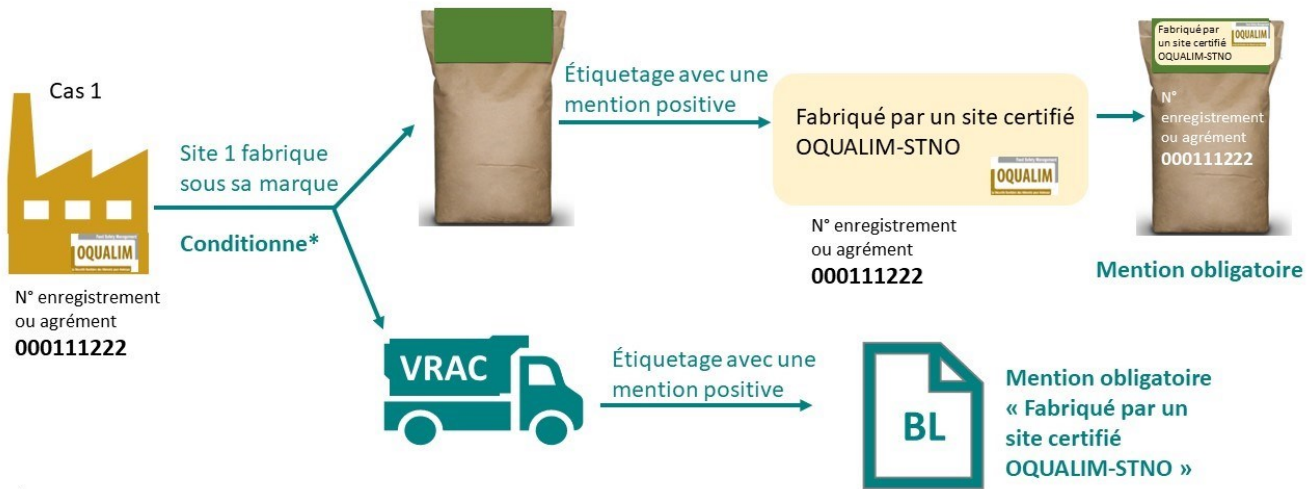 Cas 1
OQUALIM
N° enregistrement
ou agrément
000111222
Site 1 fabrique
sous sa marque
Conditionne*
Étiquetage avec une
mention positive
Fabriqué par un site certifié
OQUALIM-STNO
OQUALIM
N° enregistrement
ou agrément
000111222
Fabriqué par
un site certifié
OQUALIM-STNO
OQUALIM
N°
enregistrement
ou agrément
000111222
Mention obligatoire
VRAC
Étiquetage avec une
mention positive
BL
Mention obligatoire
« Fabriqué par un
site certifié
OQUALIM-STNO »